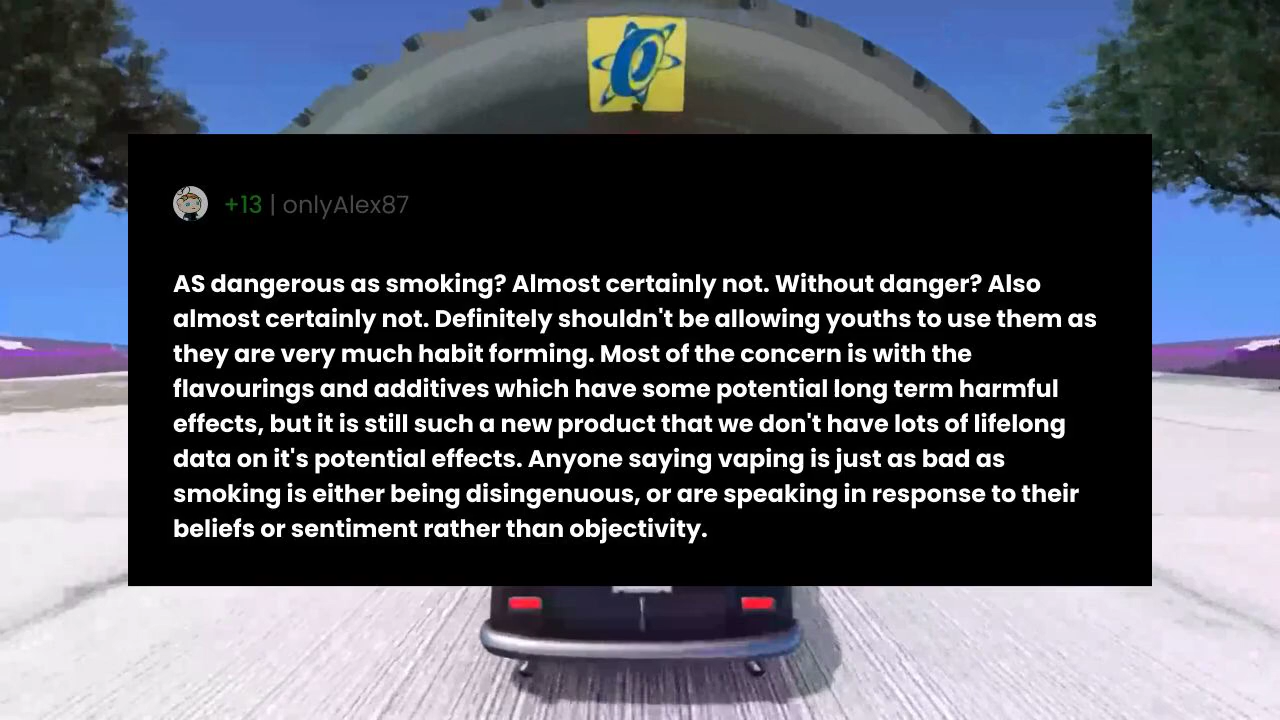 +13 | onlyAlex87
AS dangerous as smoking? Almost certainly not. Without danger? Also
almost certainly not. Definitely shouldn't be allowing youths to use them as
they are very much habit forming. Most of the concern is with the
flavourings and additives which have some potential long term harmful
effects, but it is still such a new product that we don't have lots of lifelong
data on it's potential effects. Anyone saying vaping is just as bad as
smoking is either being disingenuous, or are speaking in response to their
beliefs or sentiment rather than objectivity.